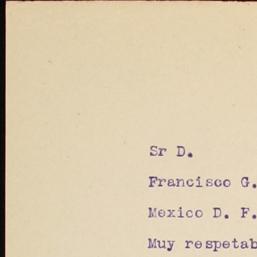 Sr D.
Francisco G.
Mexico D. F.
Muy respetab